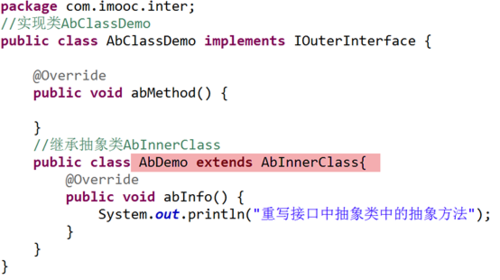 package com.imooc.inter;
//实现类AbClassDemo
public class AbClassDemo implements IOuterInterface {
@Override
public void abMethod() {
}
//继承抽象类AbInnerClass
public class AbDemo extends AbInnerClass{
@Override
public void abInfo() {
System.out.println("重写接口中抽象类中的抽象方法");
}
}
}